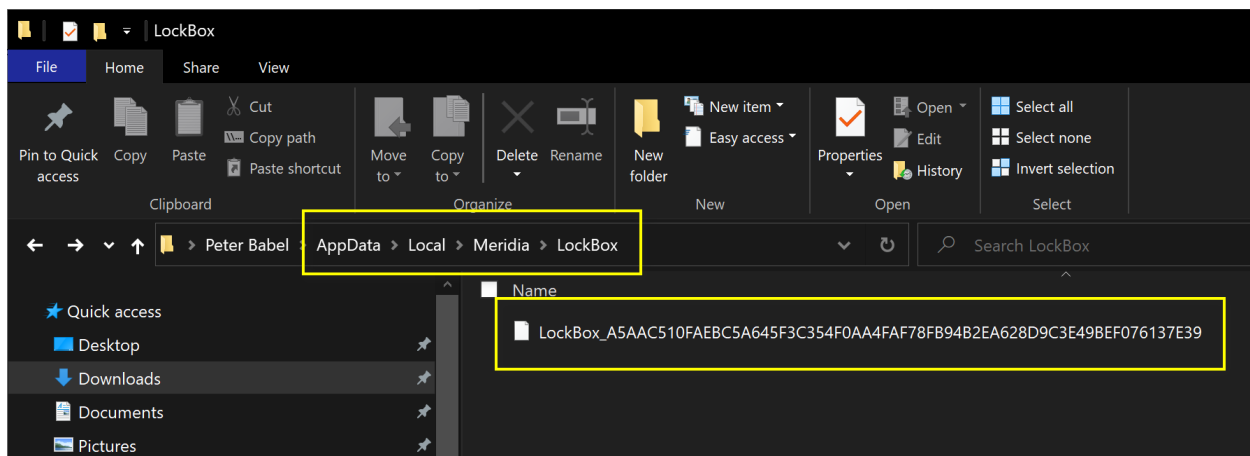 LockBox
File Home Share View
Pin to Quick access
Copy
Paste
Cut
Copy path
Paste shortcut
Clipboard
Move to
Copy to
Delete
Rename
Organize
New folder
New item
Easy access
New
Properties
Open
Edit
History
Open
Select all
Select none
Invert selection
Select
Peter Babel > AppData > Local > Meridia > LockBox
Search LockBox
Quick access
Desktop
Downloads
Documents
Pictures
Name
LockBox_A5AAC510FAEBC5A645F3C354F0AA4FAF78FB94B2EA628D9C3E49BEF076137E39